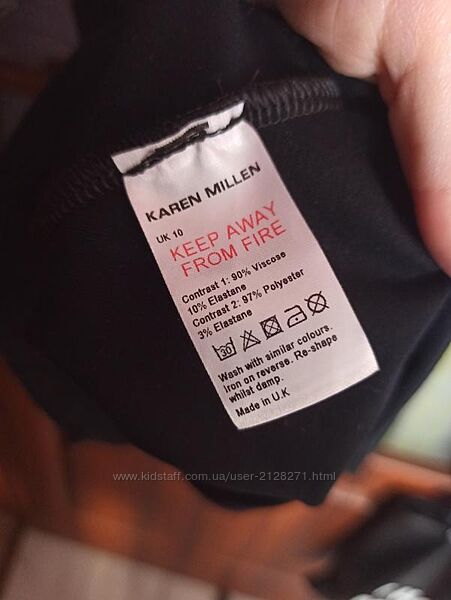 KAREN MILLEN
UK 10
KEEP AWAY
FROM FIRE
Contrast 1: 90% Viscose
10% Elastane
Contrast 2: 97% Polyester
3% Elastane
30
Wash with similar colours.
Iron on reverse. Re-shape
whilst damp.
Made in U.K
www.kidstaff.com.ua/user-2128271.html